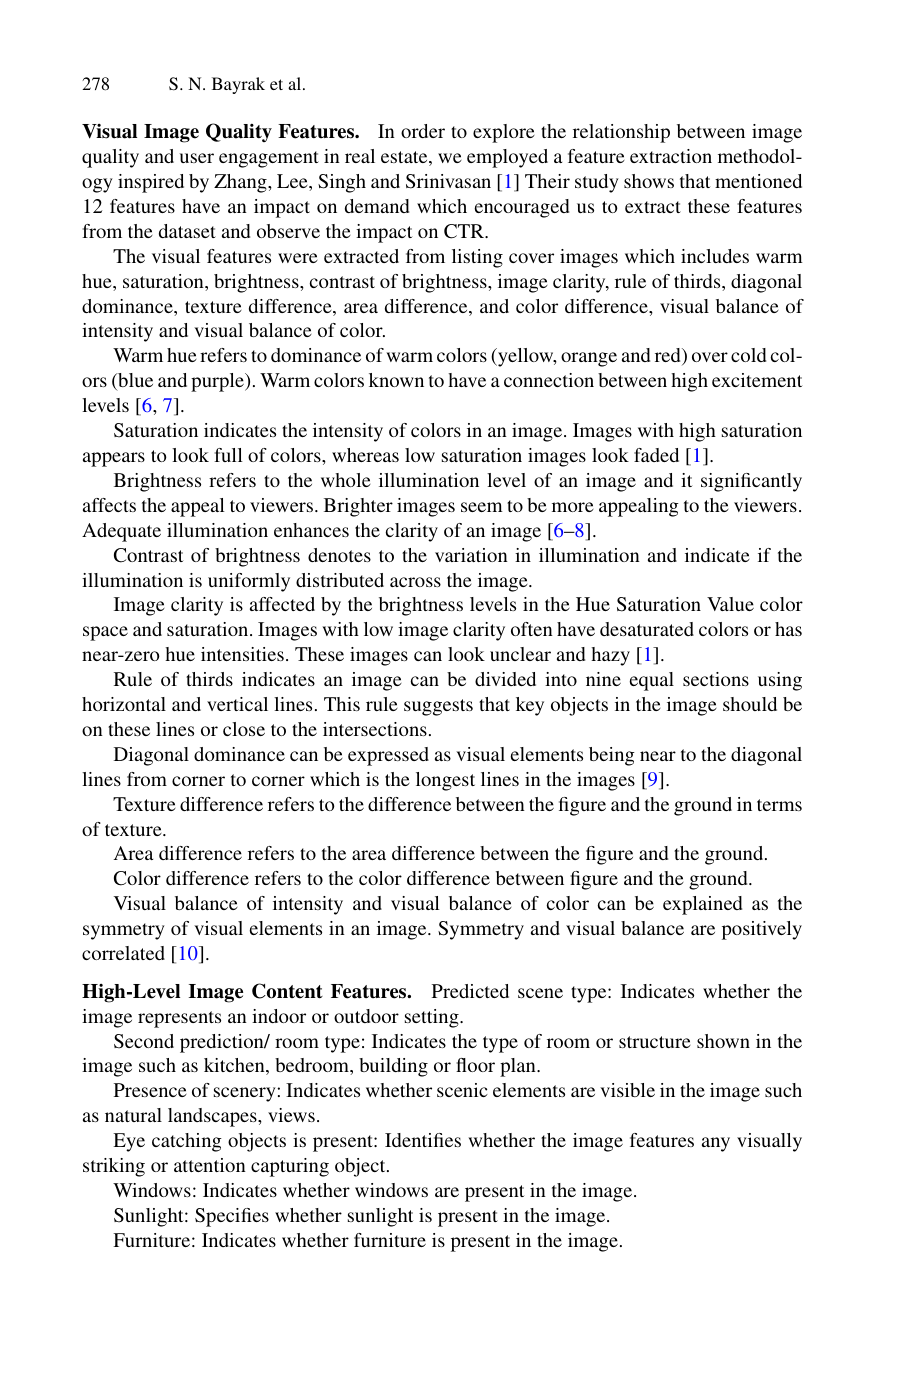 278 S. N. Bayrak et al.
Visual Image Quality Features. In order to explore the relationship between image
quality and user engagement in real estate, we employed a feature extraction methodol-
ogy inspired by Zhang, Lee, Singh and Srinivasan [1] Their study shows that mentioned
12 features have an impact on demand which encouraged us to extract these features
from the dataset and observe the impact on CTR.
The visual features were extracted from listing cover images which includes warm
hue, saturation, brightness, contrast of brightness, image clarity, rule of thirds, diagonal
dominance, texture difference, area difference, and color difference, visual balance of
intensity and visual balance of color.
Warm hue refers to dominance of warm colors (yellow, orange and red) over cold col-
ors (blue and purple). Warm colors known to have a connection between high excitement
levels [6, 7].
Saturation indicates the intensity of colors in an image. Images with high saturation
appears to look full of colors, whereas low saturation images look faded [1].
Brightness refers to the whole illumination level of an image and it significantly
affects the appeal to viewers. Brighter images seem to be more appealing to the viewers.
Adequate illumination enhances the clarity of an image [6–8].
Contrast of brightness denotes to the variation in illumination and indicate if the
illumination is uniformly distributed across the image.
Image clarity is affected by the brightness levels in the Hue Saturation Value color
space and saturation. Images with low image clarity often have desaturated colors or has
near-zero hue intensities. These images can look unclear and hazy [1].
Rule of thirds indicates an image can be divided into nine equal sections using
horizontal and vertical lines. This rule suggests that key objects in the image should be
on these lines or close to the intersections.
Diagonal dominance can be expressed as visual elements being near to the diagonal
lines from corner to corner which is the longest lines in the images [9].
Texture difference refers to the difference between the figure and the ground in terms
of texture.
Area difference refers to the area difference between the figure and the ground.
Color difference refers to the color difference between figure and the ground.
Visual balance of intensity and visual balance of color can be explained as the
symmetry of visual elements in an image. Symmetry and visual balance are positively
correlated [10].
High-Level Image Content Features. Predicted scene type: Indicates whether the
image represents an indoor or outdoor setting.
Second prediction/ room type: Indicates the type of room or structure shown in the
image such as kitchen, bedroom, building or floor plan.
Presence of scenery: Indicates whether scenic elements are visible in the image such
as natural landscapes, views.
Eye catching objects is present: Identifies whether the image features any visually
striking or attention capturing object.
Windows: Indicates whether windows are present in the image.
Sunlight: Specifies whether sunlight is present in the image.
Furniture: Indicates whether furniture is present in the image.